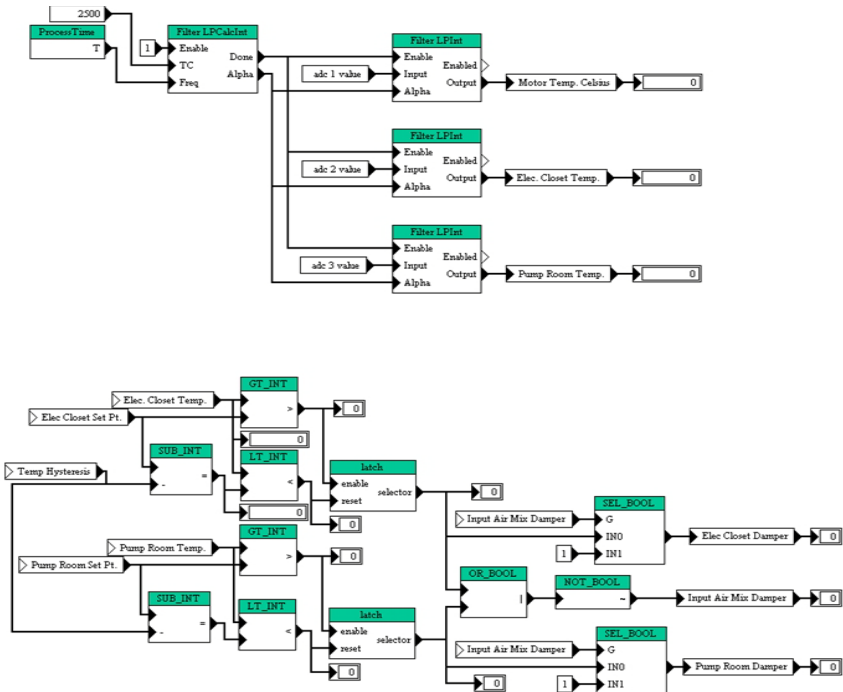 2500
ProcessTime
T
Filter LPCalcInt
1
Enable
Done
TC
Alpha
Freq
Filter LPInt
Enable
Enabled
adc 1 value
Input
Output
Motor Temp. Celsius
0
Alpha
Filter LPInt
Enable
Enabled
adc 2 value
Input
Output
Elec. Closet Temp.
0
Alpha
Filter LPInt
Enable
Enabled
adc 3 value
Input
Output
Pump Room Temp.
0
Alpha
GT_INT
Elec. Closet Temp.
>
0
Elec Closet Set Pt.
0
SUB_INT
LT_INT
Temp Hysteresis
=
-
<
0
latch
enable
selector
reset
0
0
GT_INT
Pump Room Temp.
>
0
Pump Room Set Pt.
SUB_INT
LT_INT
=
-
<
latch
enable
selector
reset
0
0
SEL_BOOL
Input Air Mix Damper
G
IN0
Elec Closet Damper
0
1
IN1
OR_BOOL
|
NOT_BOOL
~
Input Air Mix Damper
0
SEL_BOOL
Input Air Mix Damper
G
IN0
Pump Room Damper
0
1
IN1